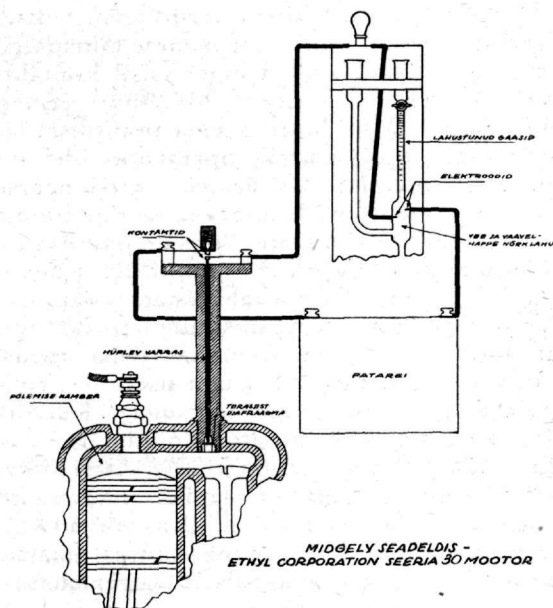 LAHUSTUNUD GAASID
ELEKTROODID
VEE JA VÄÄVEL-
HAPPE NÕRK LAHUS
KONTAKTID
HÜPLEV VARRAS
PATAREI
PÕLEMISE KAMBER
TERASEST
DIAFRAAGMA
MIDGELY SEADELDIS -
ETHYL CORPORATION SEERIA 30 MOOTOR